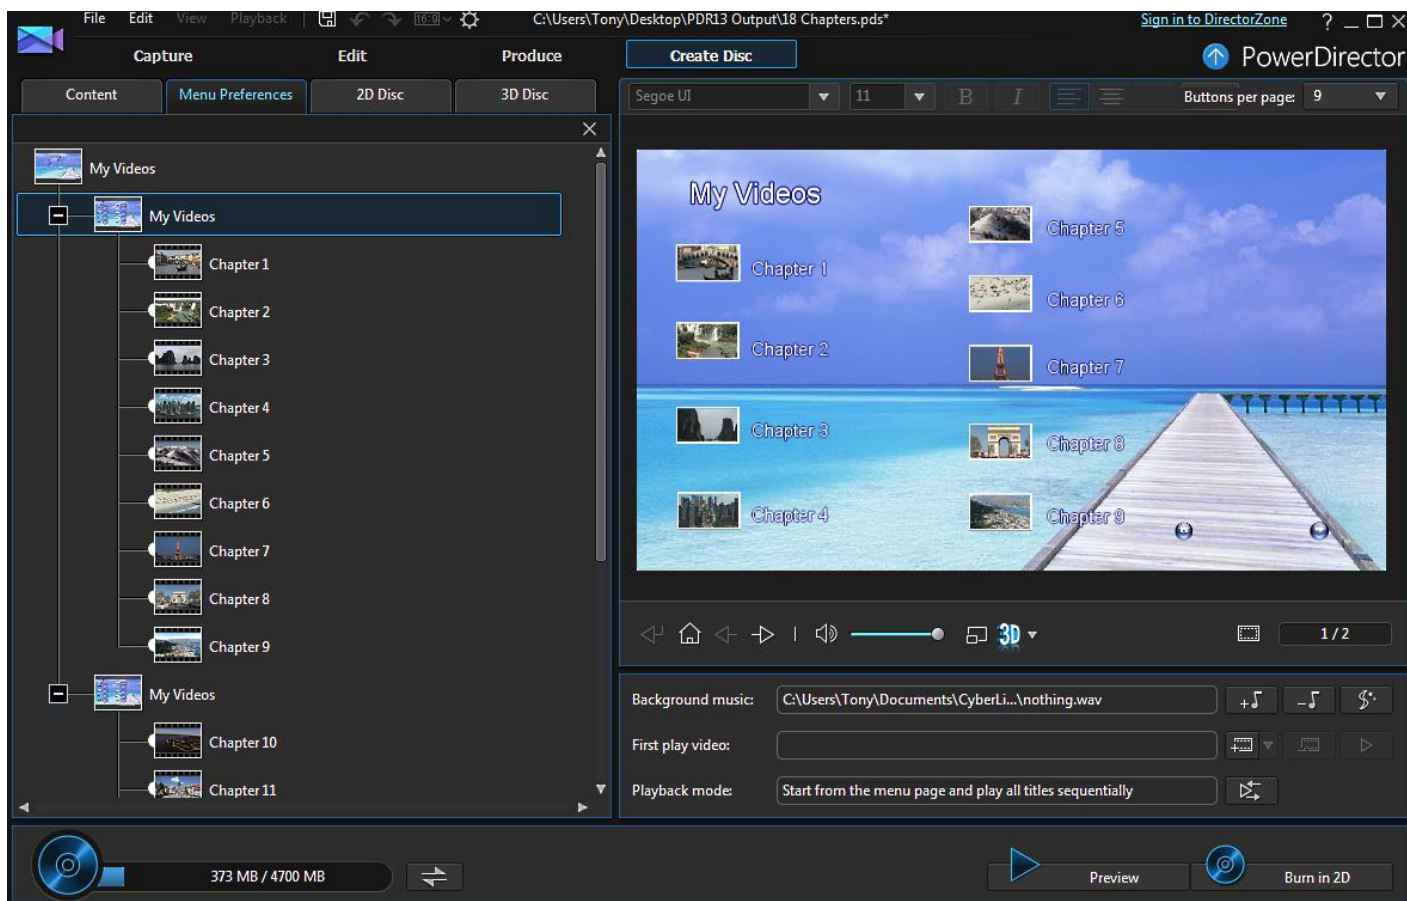 File Edit View Playback 16:9 C:\Users\Tony\Desktop\PDR13 Output\18 Chapters.pds* Sign in to DirectorZone ?
Capture Edit Produce Create Disc PowerDirector
Content Menu Preferences 2D Disc 3D Disc
Segoe UI 11 B I Buttons per page: 9
My Videos
My Videos
Chapter 1
Chapter 2
Chapter 3
Chapter 4
Chapter 5
Chapter 6
Chapter 7
Chapter 8
Chapter 9
My Videos
Chapter 10
Chapter 11
My Videos
Chapter 1
Chapter 2
Chapter 3
Chapter 4
Chapter 5
Chapter 6
Chapter 7
Chapter 8
Chapter 9
3D 1/2
Background music: C:\Users\Tony\Documents\CyberLi...\nothing.wav
First play video:
Playback mode: Start from the menu page and play all titles sequentially
373 MB / 4700 MB Preview Burn in 2D